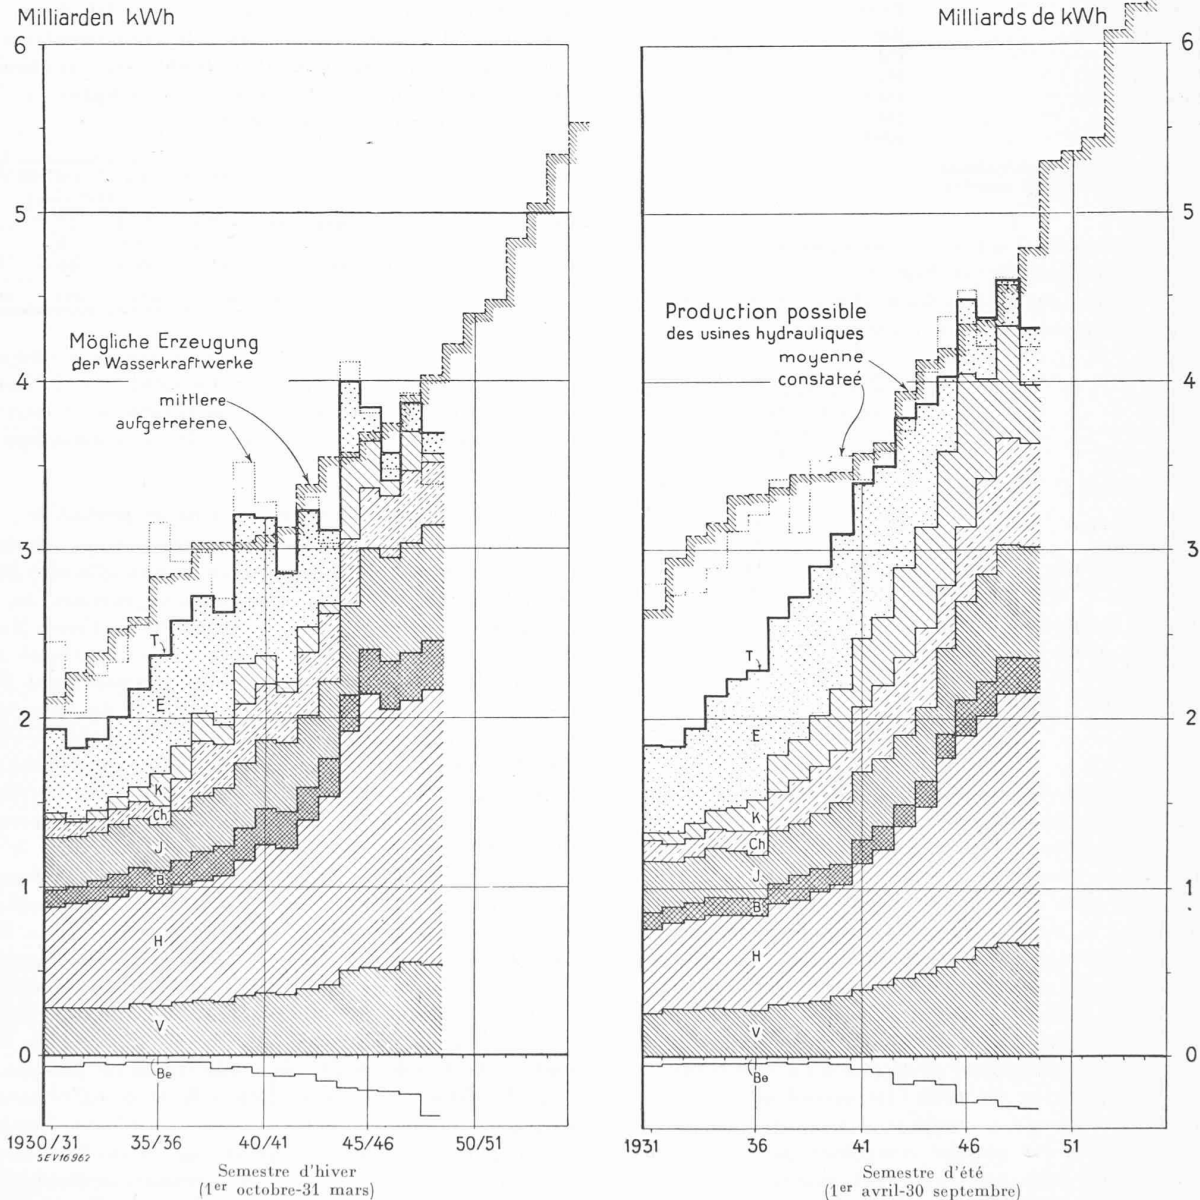 Milliarden kWh
6
5
4
3
2
1
0
Mögliche Erzeugung
der Wasserkraftwerke
mittlere
aufgetretene
T
E
K
Ch
J
B
H
V
Be
1930/31
35/36
40/41
45/46
50/51
SEV16962
Semestre d'hiver
(1er octobre-31 mars)
Milliards de kWh
6
5
4
3
2
1
0
Production possible
des usines hydrauliques
moyenne
constateé
T
E
K
Ch
J
B
H
V
Be
1931
36
41
46
51
Semestre d'été
(1er avril-30 septembre)